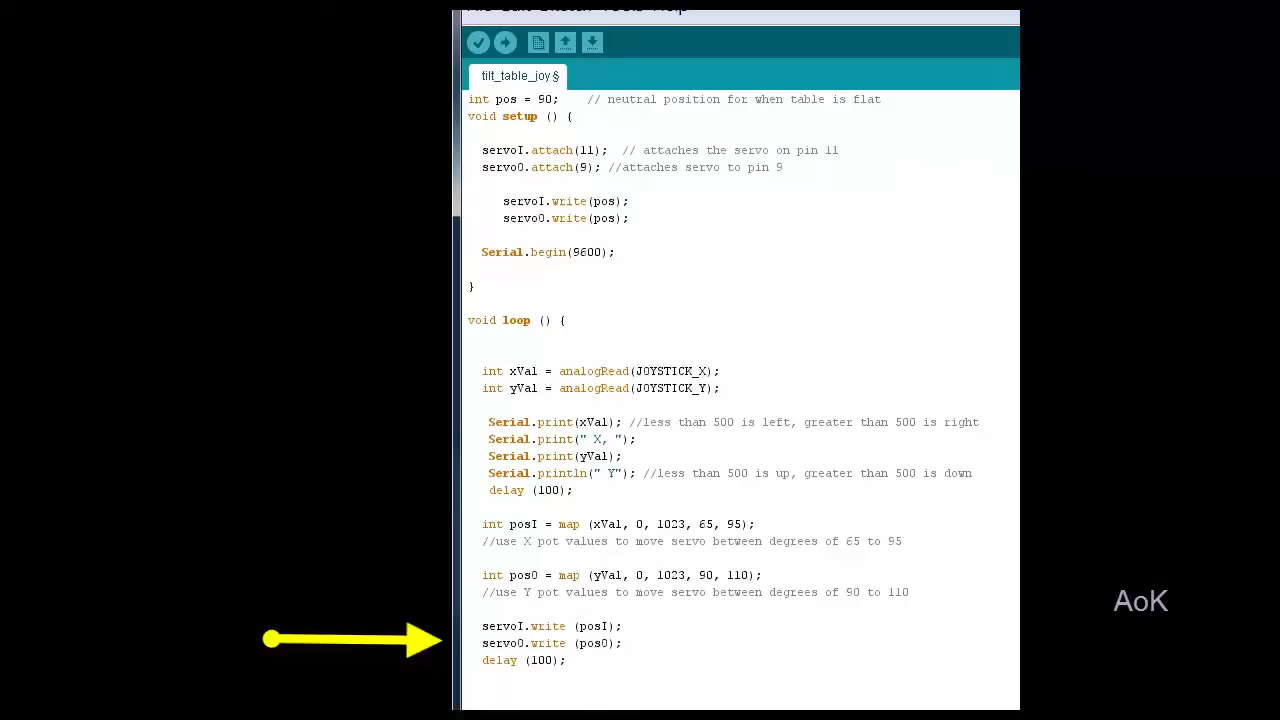 tilt_table_joy §
int pos = 90;    // neutral position for when table is flat
void setup () {
servoI.attach(11);  // attaches the servo on pin 11
servoO.attach(9); //attaches servo to pin 9
servoI.write(pos);
servoO.write(pos);
Serial.begin(9600);
}
void loop () {
int xVal = analogRead(JOYSTICK_X);
int yVal = analogRead(JOYSTICK_Y);
Serial.print(xVal); //less than 500 is left, greater than 500 is right
Serial.print(" X, ");
Serial.print(yVal);
Serial.println(" Y"); //less than 500 is up, greater than 500 is down
delay (100);
int posI = map (xVal, 0, 1023, 65, 95);
//use X pot values to move servo between degrees of 65 to 95
int posO = map (yVal, 0, 1023, 90, 110);
//use Y pot values to move servo between degrees of 90 to 110
servoI.write (posI);
servoO.write (posO);
delay (100);
AoK